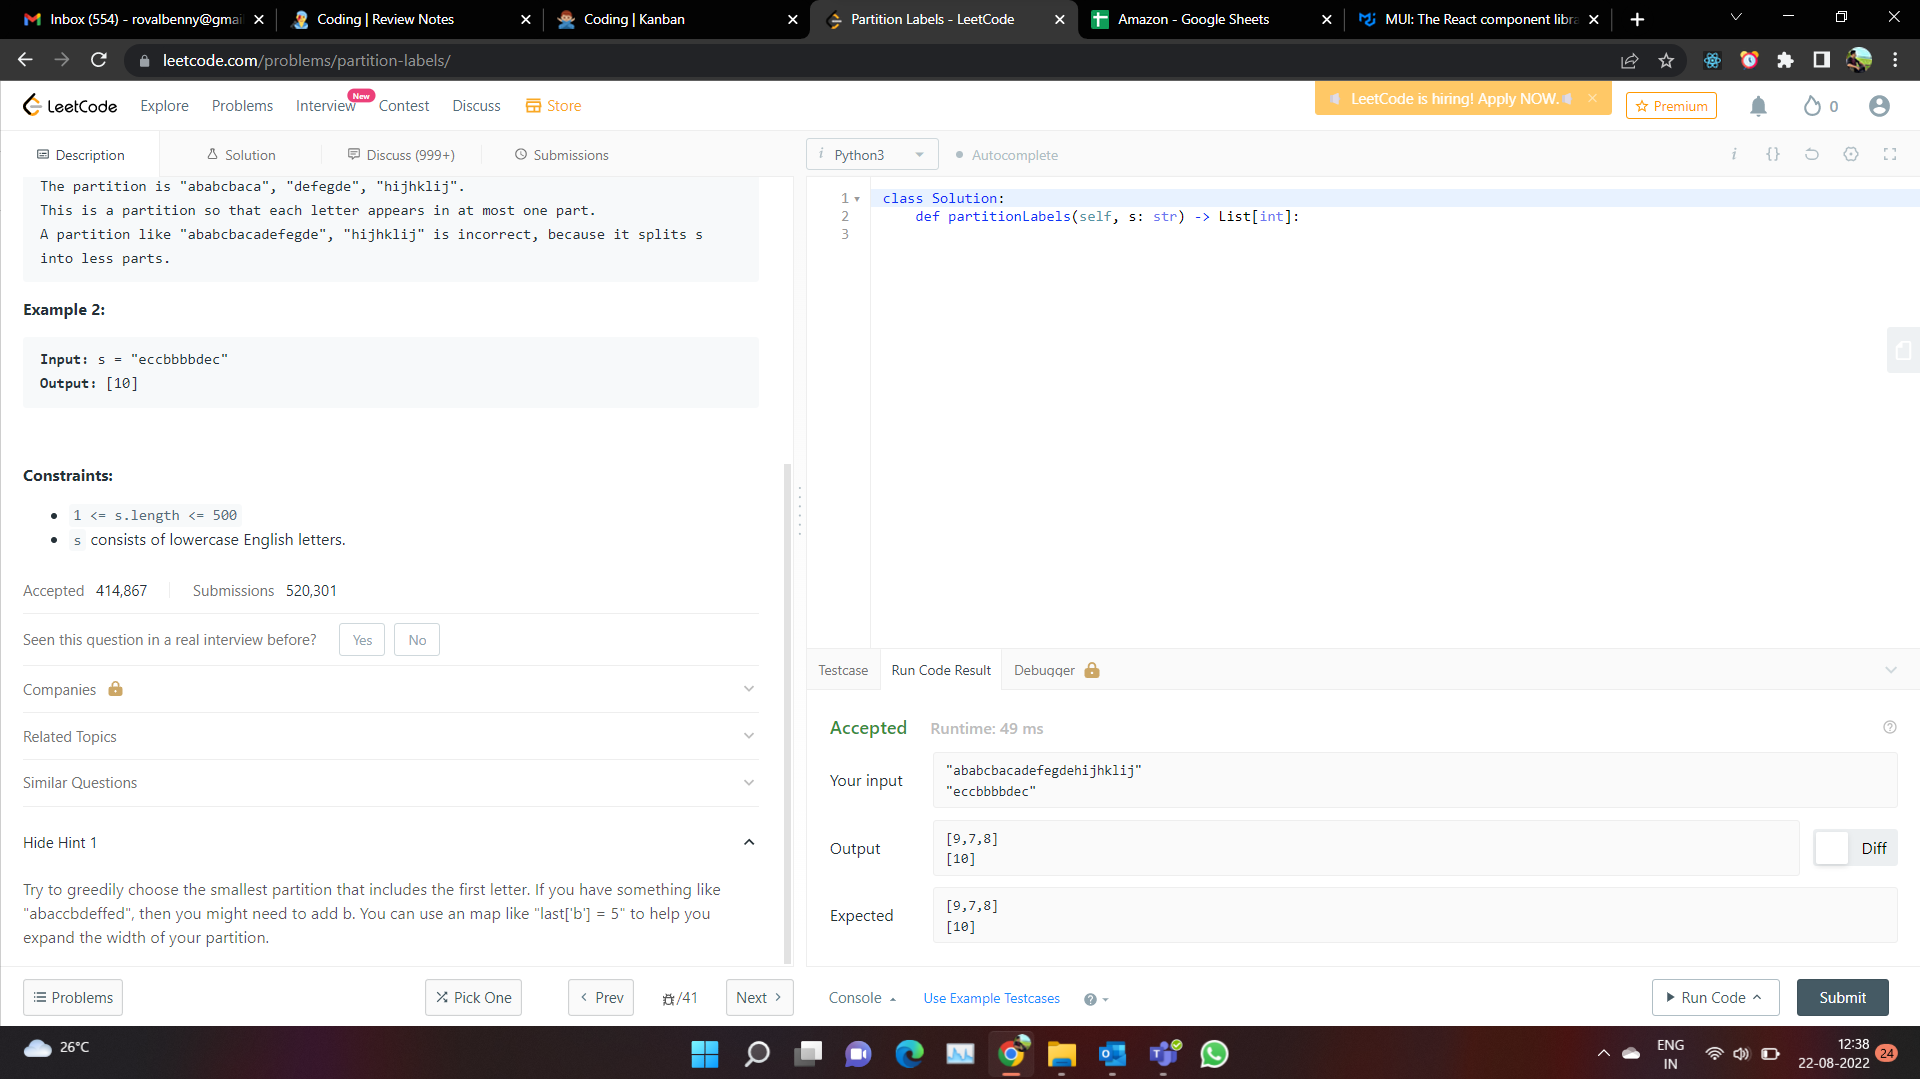 Inbox (554) - rovalbenny@gmai
Coding | Review Notes
Coding | Kanban
Partition Labels - LeetCode
Amazon - Google Sheets
MUI: The React component libra
leetcode.com/problems/partition-labels/
LeetCode
Explore
Problems
Interview
New
Contest
Discuss
Store
LeetCode is hiring! Apply NOW.
Premium
0
Description
Solution
Discuss (999+)
Submissions
i Python3
Autocomplete
i
{}
The partition is "ababcbaca", "defegde", "hijhklij".
This is a partition so that each letter appears in at most one part.
A partition like "ababcbacadefegde", "hijhklij" is incorrect, because it splits s
into less parts.
Example 2:
Input: s = "eccbbbbdec"
Output: [10]
Constraints:
1 <= s.length <= 500
s consists of lowercase English letters.
Accepted 414,867
Submissions 520,301
Seen this question in a real interview before?
Yes
No
Companies
Related Topics
Similar Questions
Hide Hint 1
Try to greedily choose the smallest partition that includes the first letter. If you have something like
"abaccbdeffed", then you might need to add b. You can use an map like "last['b'] = 5" to help you
expand the width of your partition.
1 class Solution:
2 def partitionLabels(self, s: str) -> List[int]:
3
Testcase
Run Code Result
Debugger
Accepted
Runtime: 49 ms
Your input
"ababcbacadefegdehijhklij"
"eccbbbbdec"
Output
[9,7,8]
[10]
Diff
Expected
[9,7,8]
[10]
Problems
Pick One
Prev
/41
Next
Console
Use Example Testcases
Run Code
Submit
26°C
ENG
IN
12:38
22-08-2022
24